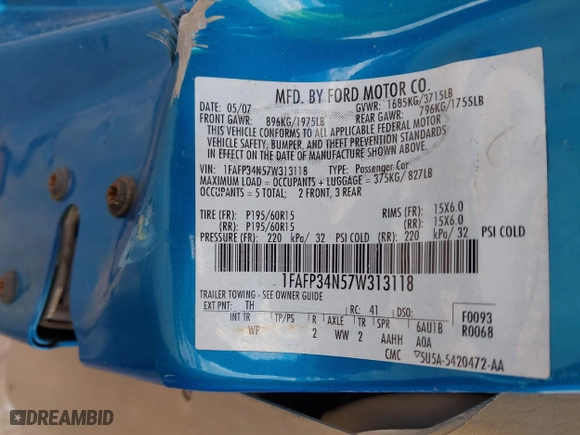 MFD. BY FORD MOTOR CO.
DATE: 05/07 GVWR: 1685KG/3715LB
FRONT GAWR: 896KG/1975LB REAR GAWR: 796KG/1755LB
THIS VEHICLE CONFORMS TO ALL APPLICABLE FEDERAL MOTOR
VEHICLE SAFETY, BUMPER, AND THEFT PREVENTION STANDARDS
IN EFFECT ON THE DATE OF MANUFACTURE SHOWN ABOVE.
VIN: 1FAFP34N57W313118 TYPE: Passenger Car
MAXIMUM LOAD = OCCUPANTS + LUGGAGE = 375KG/ 827LB
OCCUPANTS = 5 TOTAL; 2 FRONT, 3 REAR
TIRE (FR): P195/60R15 RIMS (FR): 15X6.0
(RR): P195/60R15 (RR): 15X6.0
PRESSURE (FR): 220 kPa/ 32 PSI COLD (RR): 220 kPa/ 32 PSI COLD
1FAFP34N57W313118
TRAILER TOWING - SEE OWNER GUIDE
EXT PNT: TH RC: 41 DSO: F0093
INT TR TP/PS R AXLE TR SPR 6AU1B R0068
WF 2 WW 2 AAHH A0A
CMC ▽5U5A-5420472-AA
DREAMBID